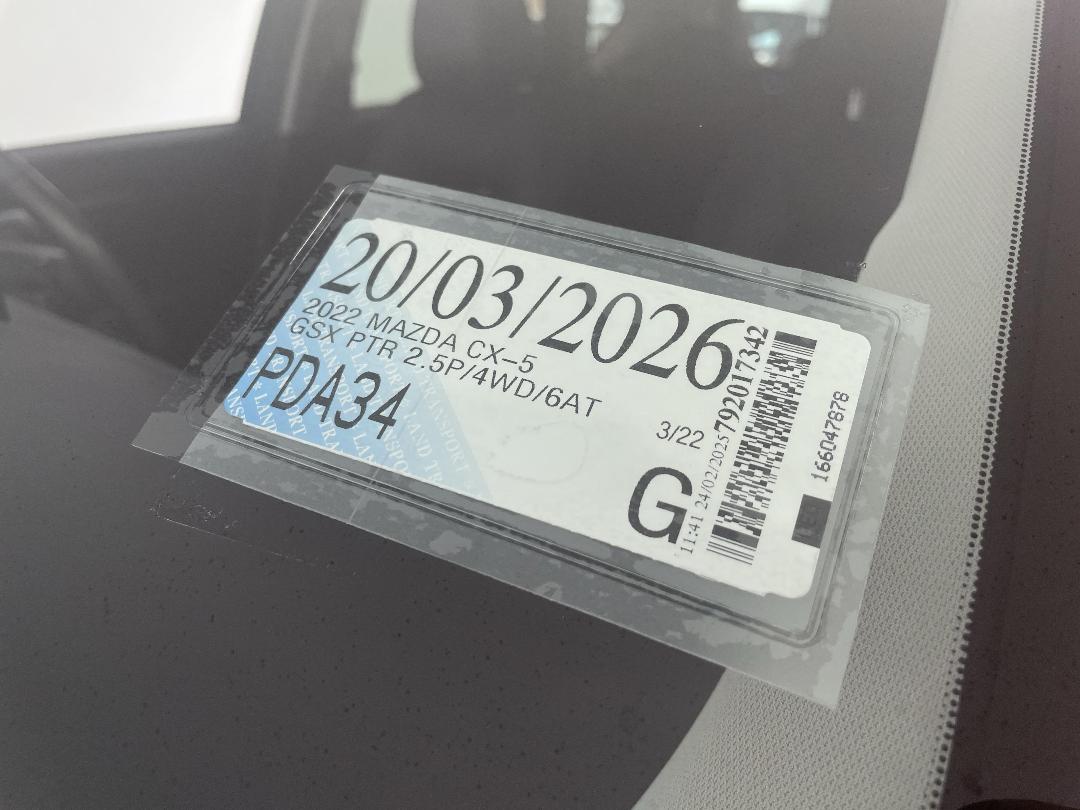 20/03/2026
2022 MAZDA CX-5
GSX PTR 2.5P/4WD/6AT
PDA34
3/22
G
11:41 24/02/2025
792017342
166047878